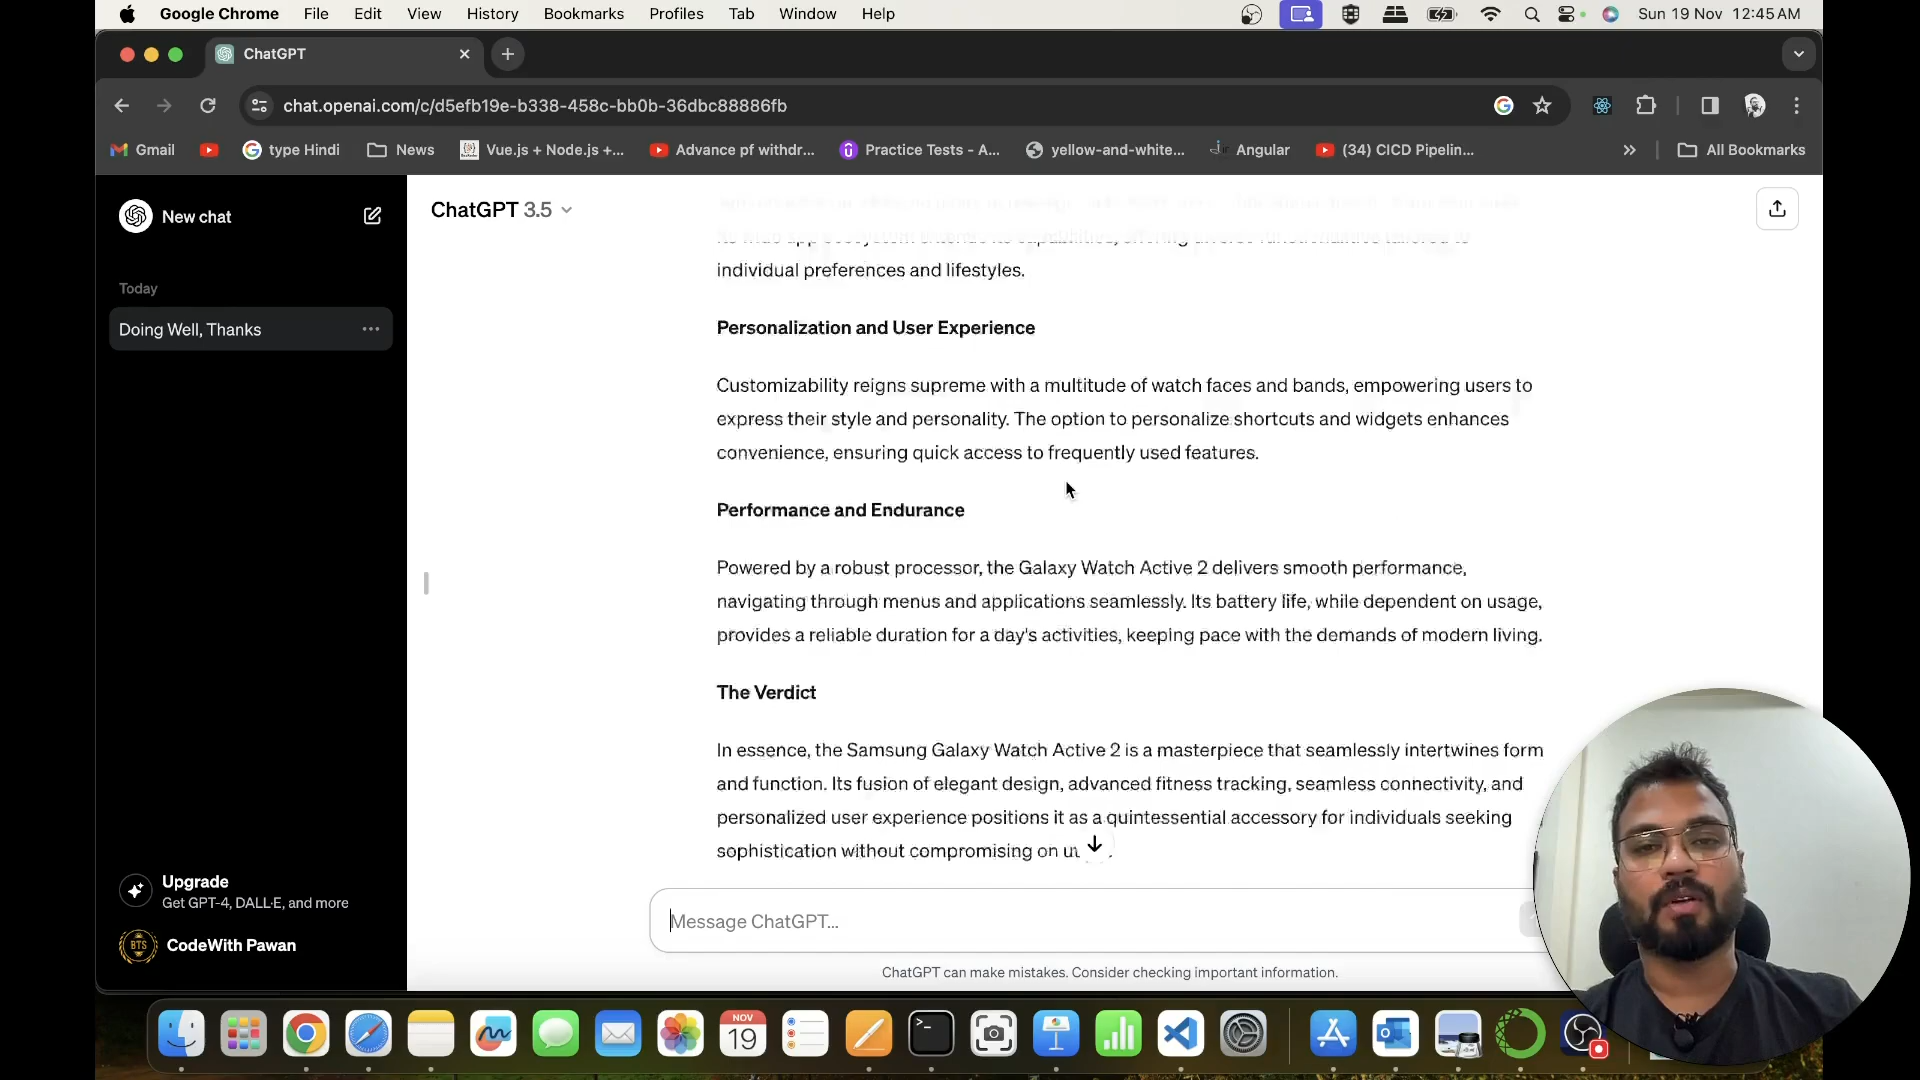 Google Chrome File Edit View History Bookmarks Profiles Tab Window Help Sun 19 Nov 12:45 AM
ChatGPT
chat.openai.com/c/d5efb19e-b338-458c-bb0b-36dbc88886fb
Gmail type Hindi News Vue.js + Node.js +... Advance pf withdr... Practice Tests - A... yellow-and-white... Angular (34) CICD Pipelin... » All Bookmarks
New chat
ChatGPT 3.5
Today
Doing Well, Thanks
individual preferences and lifestyles.
Personalization and User Experience
Customizability reigns supreme with a multitude of watch faces and bands, empowering users to
express their style and personality. The option to personalize shortcuts and widgets enhances
convenience, ensuring quick access to frequently used features.
Performance and Endurance
Powered by a robust processor, the Galaxy Watch Active 2 delivers smooth performance,
navigating through menus and applications seamlessly. Its battery life, while dependent on usage,
provides a reliable duration for a day's activities, keeping pace with the demands of modern living.
The Verdict
In essence, the Samsung Galaxy Watch Active 2 is a masterpiece that seamlessly intertwines form
and function. Its fusion of elegant design, advanced fitness tracking, seamless connectivity, and
personalized user experience positions it as a quintessential accessory for individuals seeking
sophistication without compromising on
Upgrade
Get GPT-4, DALL·E, and more
BTS
CodeWith Pawan
Message ChatGPT...
ChatGPT can make mistakes. Consider checking important information.
NOV
19